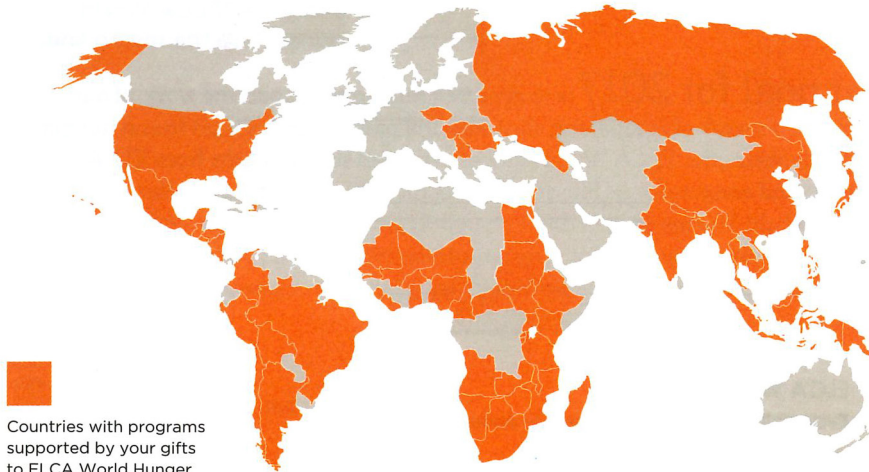 Countries with programs
supported by your gifts
to ELCA World Hunger